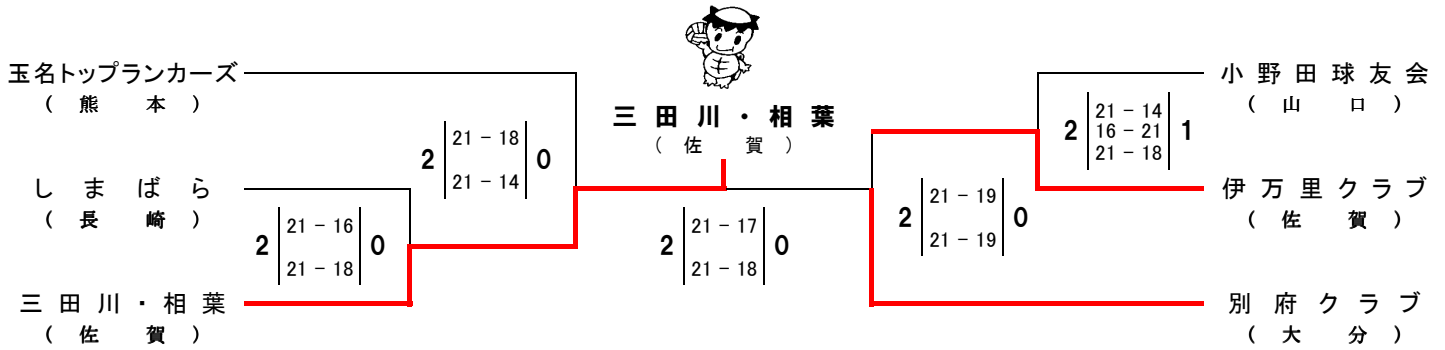 玉名トップランカーズ
( 熊 本 )
しまばら
( 長 崎 )
三田川・相葉
( 佐 賀 )
2 21 - 16 0
21 - 18
2 21 - 18 0
21 - 14
三田川・相葉
( 佐 賀 )
2 21 - 17 0
21 - 18
2 21 - 19 0
21 - 19
21 - 14
2 16 - 21 1
21 - 18
小野田球友会
( 山 口 )
伊万里クラブ
( 佐 賀 )
別府クラブ
( 大 分 )